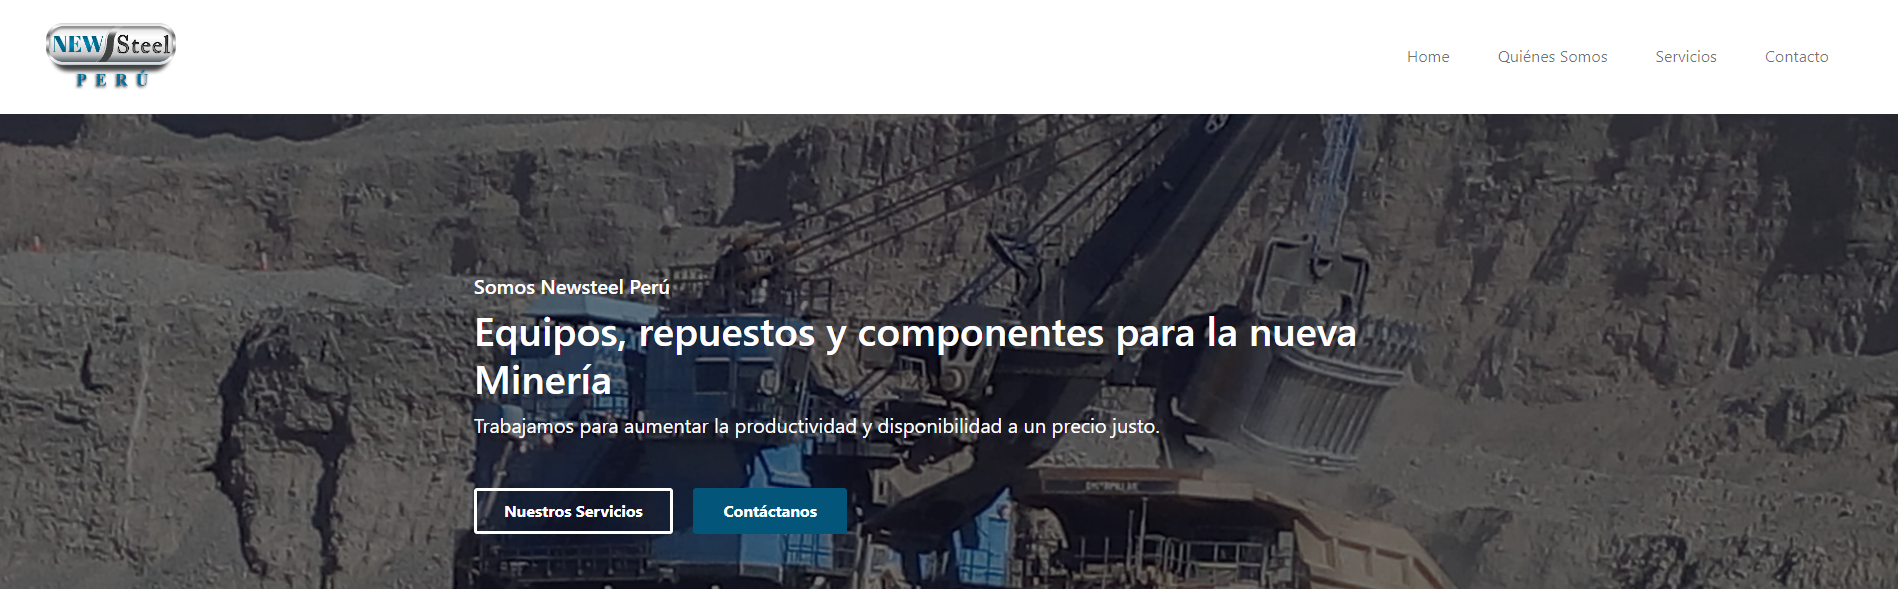 NEW Steel
PERÚ
Home
Quiénes Somos
Servicios
Contacto
Somos Newsteel Perú
Equipos, repuestos y componentes para la nueva
Minería
Trabajamos para aumentar la productividad y disponibilidad a un precio justo.
Nuestros Servicios
Contáctanos